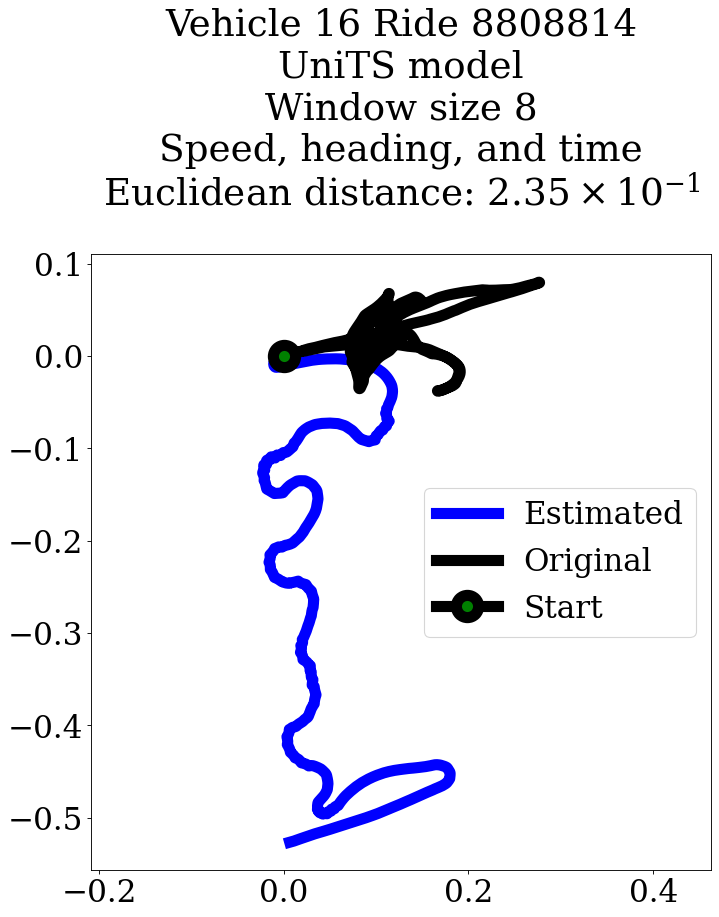 Vehicle 16 Ride 8808814
UniTS model
Window size 8
Speed, heading, and time
Euclidean distance: 2.35 × 10⁻¹
0.1
0.0
−0.1
−0.2
−0.3
−0.4
−0.5
Estimated
Original
Start
−0.2 0.0 0.2 0.4